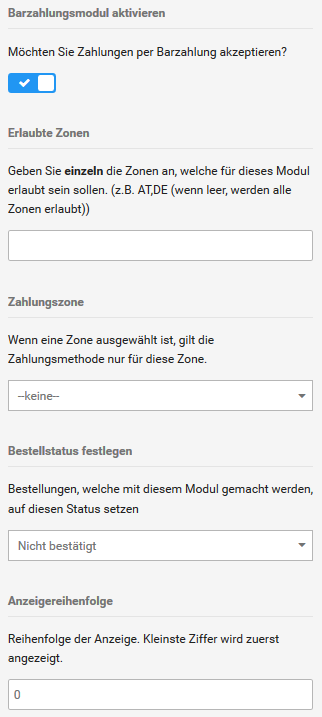 Barzahlungsmodul aktivieren
Möchten Sie Zahlungen per Barzahlung akzeptieren?
Erlaubte Zonen
Geben Sie einzeln die Zonen an, welche für dieses Modul
erlaubt sein sollen. (z.B. AT,DE (wenn leer, werden alle
Zonen erlaubt))
Zahlungszone
Wenn eine Zone ausgewählt ist, gilt die
Zahlungsmethode nur für diese Zone.
--keine--
Bestellstatus festlegen
Bestellungen, welche mit diesem Modul gemacht werden,
auf diesen Status setzen
Nicht bestätigt
Anzeigereihenfolge
Reihenfolge der Anzeige. Kleinste Ziffer wird zuerst
angezeigt.
0